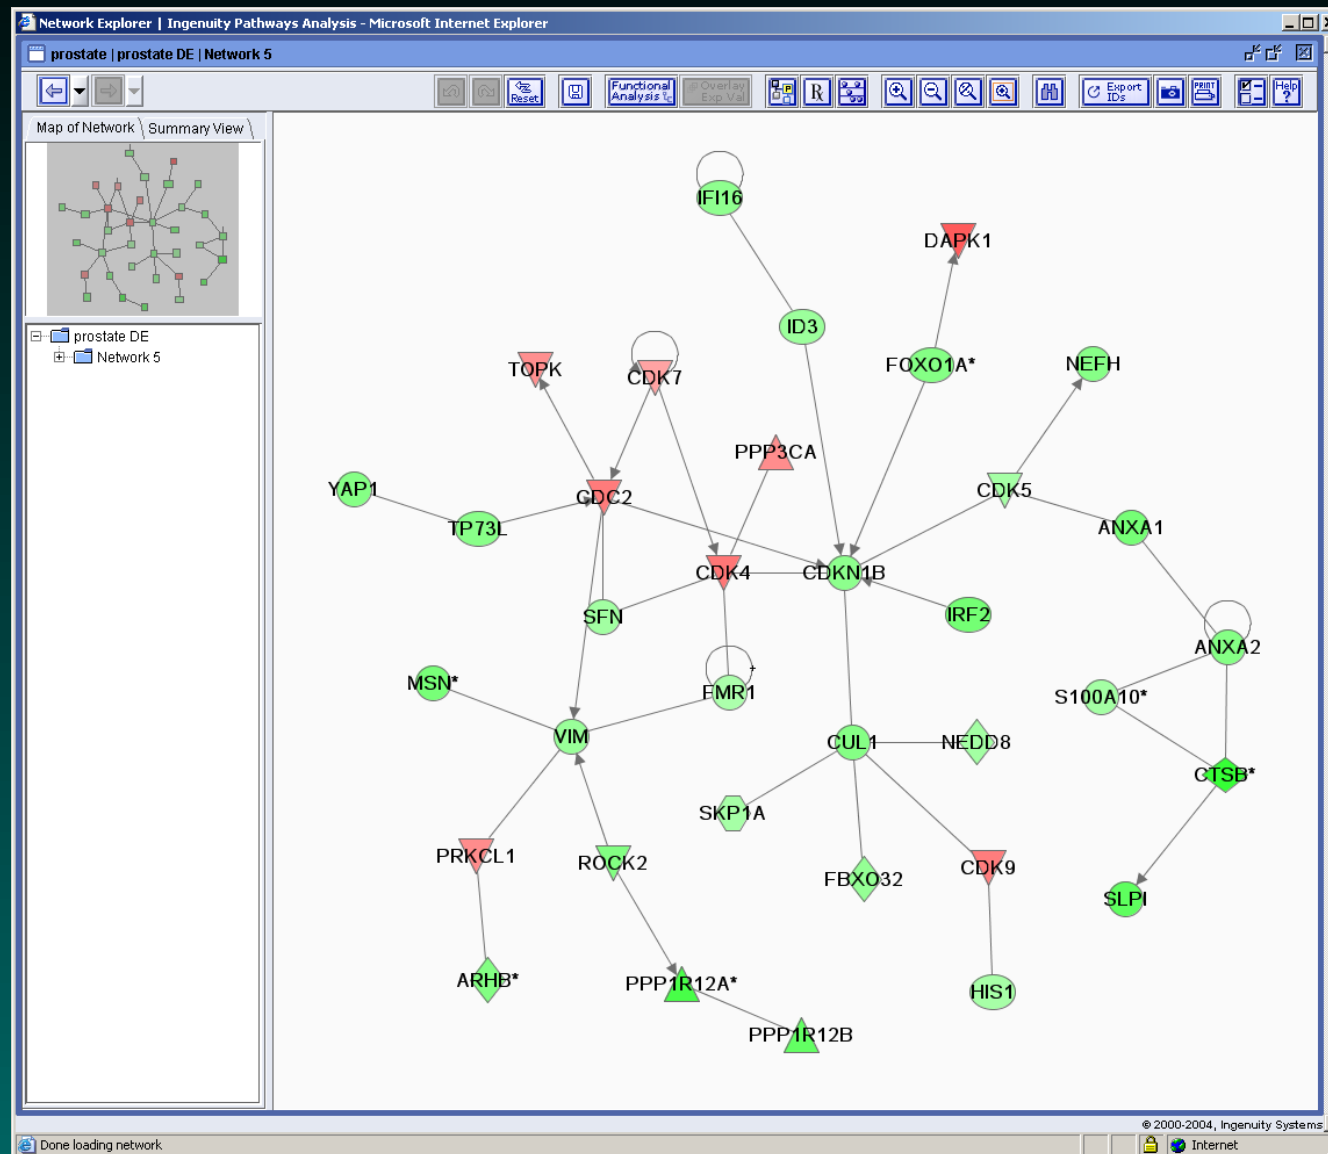 Network Explorer | Ingenuity Pathways Analysis - Microsoft Internet Explorer
prostate | prostate DE | Network 5
Reset
Functional Analysis
Overlay Exp Val
Rx
Export IDs
PRINT
Help ?
Map of Network
Summary View
prostate DE
Network 5
IFI16
DAPK1
ID3
FOXO1A*
NEFH
TOPK
CDK7
PPP3CA
YAP1
CDC2
CDK5
TP73L
ANXA1
CDK4
CDKN1B
SFN
IRF2
ANXA2
MSN*
FMR1
S100A10*
VIM
CUL1
NEDD8
CTSB*
SKP1A
PRKCL1
ROCK2
FBXO32
CDK9
SLPI
ARHB*
PPP1R12A*
HIS1
PPP1R12B
© 2000-2004, Ingenuity Systems
Done loading network
Internet